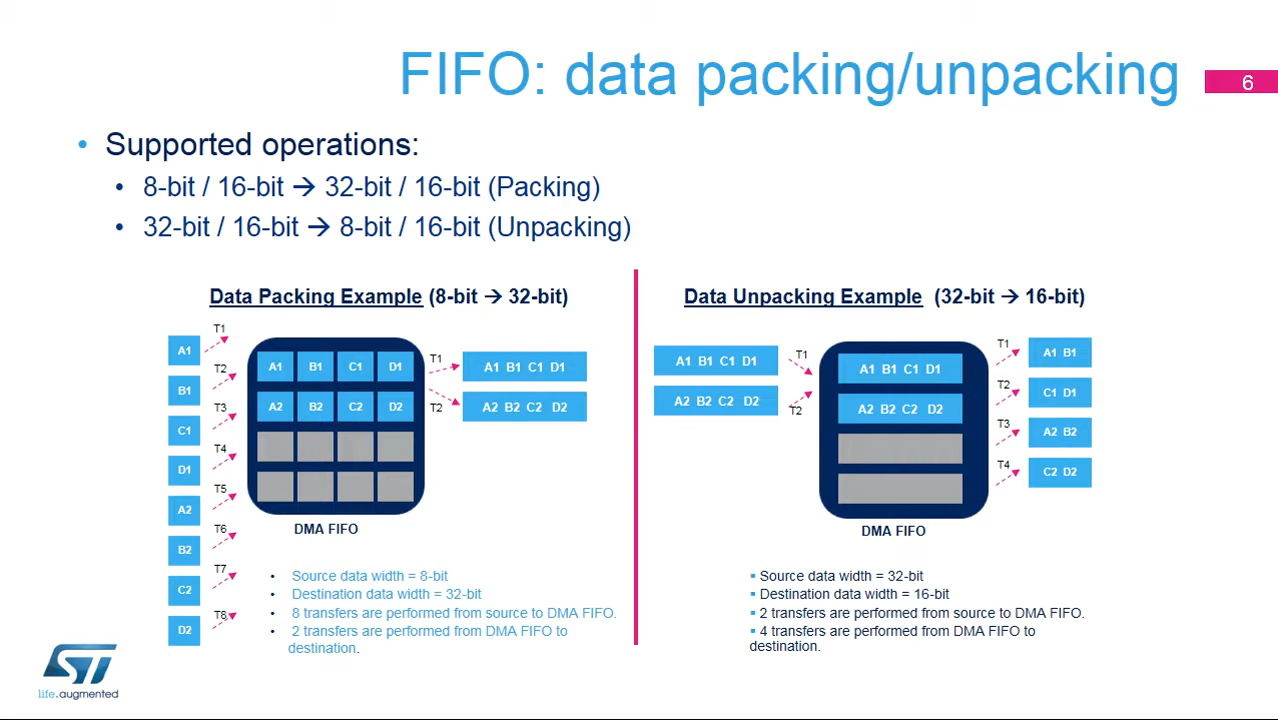 FIFO: data packing/unpacking
6
• Supported operations:
• 8-bit / 16-bit → 32-bit / 16-bit (Packing)
• 32-bit / 16-bit → 8-bit / 16-bit (Unpacking)
Data Packing Example (8-bit → 32-bit)
T1
A1
T2
B1
T3
C1
T4
D1
T5
A2
T6
B2
T7
C2
T8
D2
A1 B1 C1 D1
A2 B2 C2 D2
DMA FIFO
T1
A1 B1 C1 D1
T2
A2 B2 C2 D2
• Source data width = 8-bit
• Destination data width = 32-bit
• 8 transfers are performed from source to DMA FIFO.
• 2 transfers are performed from DMA FIFO to
destination.
Data Unpacking Example (32-bit → 16-bit)
A1 B1 C1 D1
T1
A2 B2 C2 D2
T2
A1 B1 C1 D1
A2 B2 C2 D2
DMA FIFO
T1
A1 B1
T2
C1 D1
T3
A2 B2
T4
C2 D2
▪ Source data width = 32-bit
▪ Destination data width = 16-bit
▪ 2 transfers are performed from source to DMA FIFO.
▪ 4 transfers are performed from DMA FIFO to
destination.
ST
life.augmented